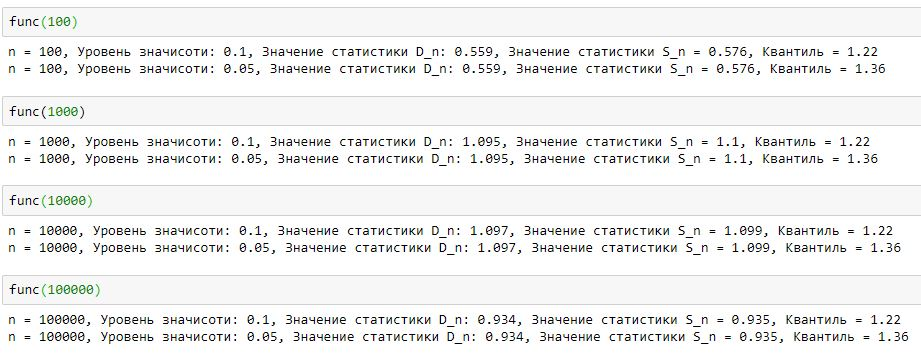 func(100)
n = 100, Уровень значисоти: 0.1, Значение статистики D_n: 0.559, Значение статистики S_n = 0.576, Квантиль = 1.22
n = 100, Уровень значисоти: 0.05, Значение статистики D_n: 0.559, Значение статистики S_n = 0.576, Квантиль = 1.36
func(1000)
n = 1000, Уровень значисоти: 0.1, Значение статистики D_n: 1.095, Значение статистики S_n = 1.1, Квантиль = 1.22
n = 1000, Уровень значисоти: 0.05, Значение статистики D_n: 1.095, Значение статистики S_n = 1.1, Квантиль = 1.36
func(10000)
n = 10000, Уровень значисоти: 0.1, Значение статистики D_n: 1.097, Значение статистики S_n = 1.099, Квантиль = 1.22
n = 10000, Уровень значисоти: 0.05, Значение статистики D_n: 1.097, Значение статистики S_n = 1.099, Квантиль = 1.36
func(100000)
n = 100000, Уровень значисоти: 0.1, Значение статистики D_n: 0.934, Значение статистики S_n = 0.935, Квантиль = 1.22
n = 100000, Уровень значисоти: 0.05, Значение статистики D_n: 0.934, Значение статистики S_n = 0.935, Квантиль = 1.36